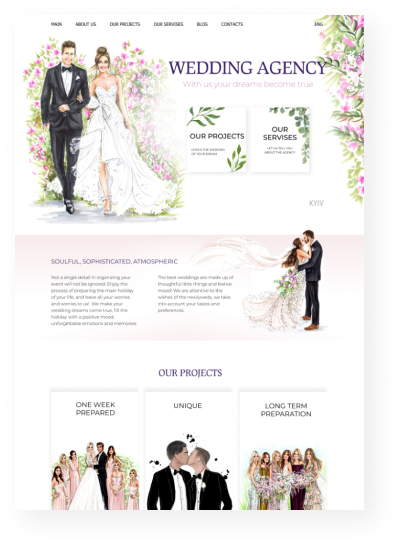 MAIN ABOUT US OUR PROJECTS OUR SERVISES BLOG CONTACTS ENG
WEDDING AGENCY
With us your dreams become true
OUR PROJECTS
CHECK THE WEDDING
OF YOUR DREAM
OUR
SERVISES
LET US TELL YOU
ABOUT THE AGENCY
KYIV
SOULFUL, SOPHISTICATED, ATMOSPHERIC
Not a single detail in organizing your
event will not be ignored. Enjoy the
process of preparing the main holiday
of your life, and leave all your worries
and worries to us! We make your
wedding dreams come true, fill the
holiday with a positive mood,
unforgettable emotions and memories.
The best weddings are made up of
thoughtful little things and festive
mood! We are attentive to the
wishes of the newlyweds, we take
into account your tastes and
preferences.
OUR PROJECTS
ONE WEEK
PREPARED
UNIQUE
LONG TERM
PREPARATION